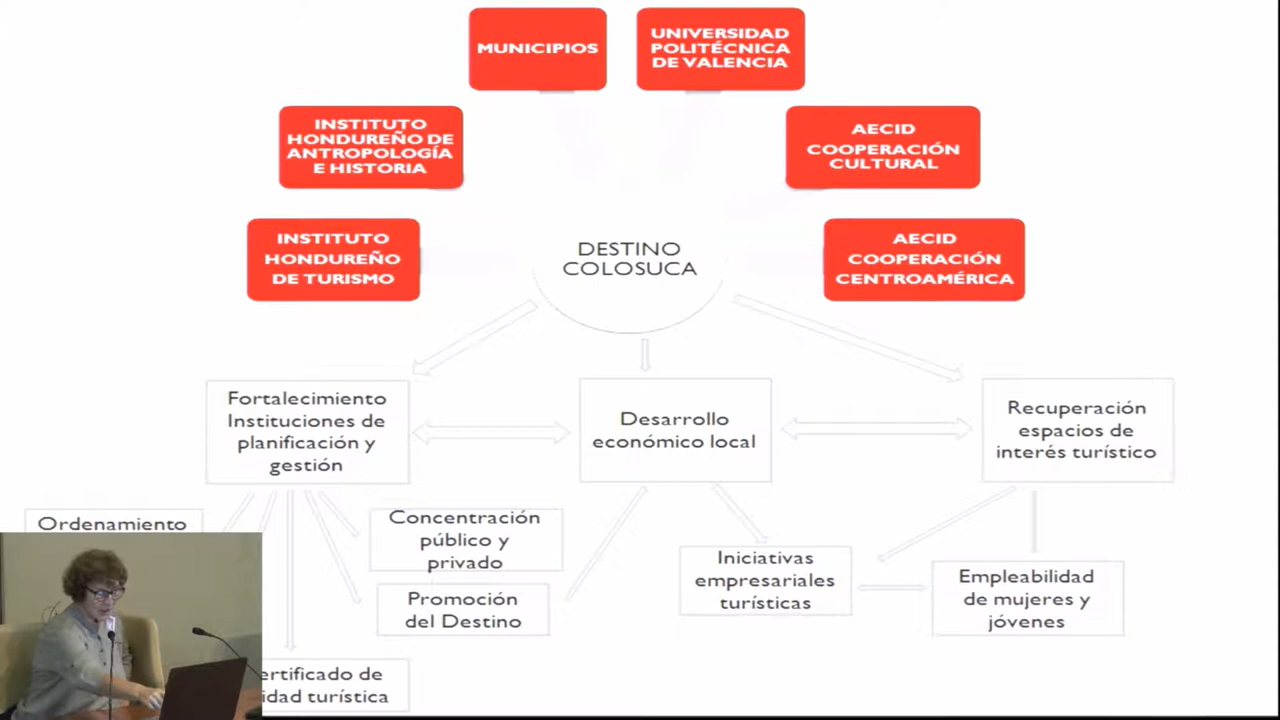 MUNICIPIOS
UNIVERSIDAD
POLITÉCNICA
DE VALENCIA
INSTITUTO
HONDUREÑO DE
ANTROPOLOGÍA
E HISTORIA
AECID
COOPERACIÓN
CULTURAL
INSTITUTO
HONDUREÑO
DE TURISMO
DESTINO
COLOSUCA
AECID
COOPERACIÓN
CENTROAMÉRICA
Fortalecimiento
Instituciones de
planificación y
gestión
Desarrollo
económico local
Recuperación
espacios de
interés turístico
Ordenamiento
Concentración
público y
privado
Promoción
del Destino
Iniciativas
empresariales
turísticas
Empleabilidad
de mujeres y
jóvenes
ertificado de
idad turística